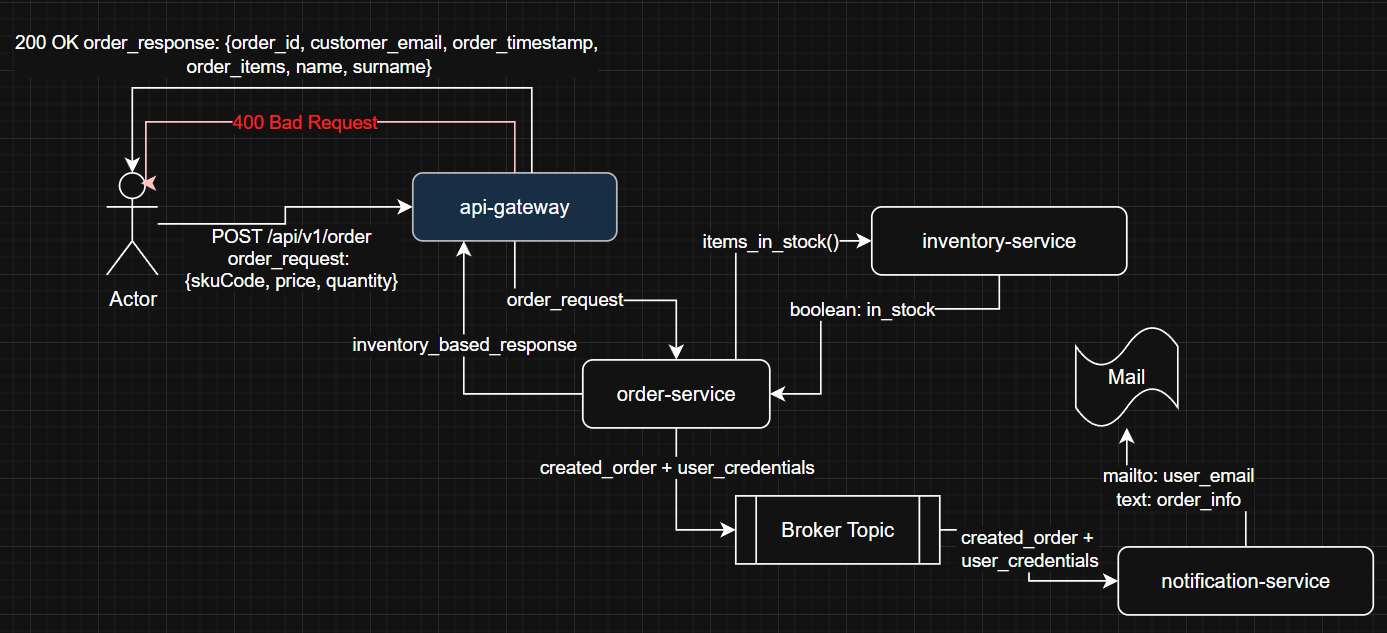 200 OK order_response: {order_id, customer_email, order_timestamp,
order_items, name, surname}
400 Bad Request
api-gateway
POST /api/v1/order
order_request:
{skuCode, price, quantity}
Actor
items_in_stock()
inventory-service
order_request
boolean: in_stock
inventory_based_response
order-service
Mail
created_order + user_credentials
mailto: user_email
text: order_info
Broker Topic
created_order +
user_credentials
notification-service